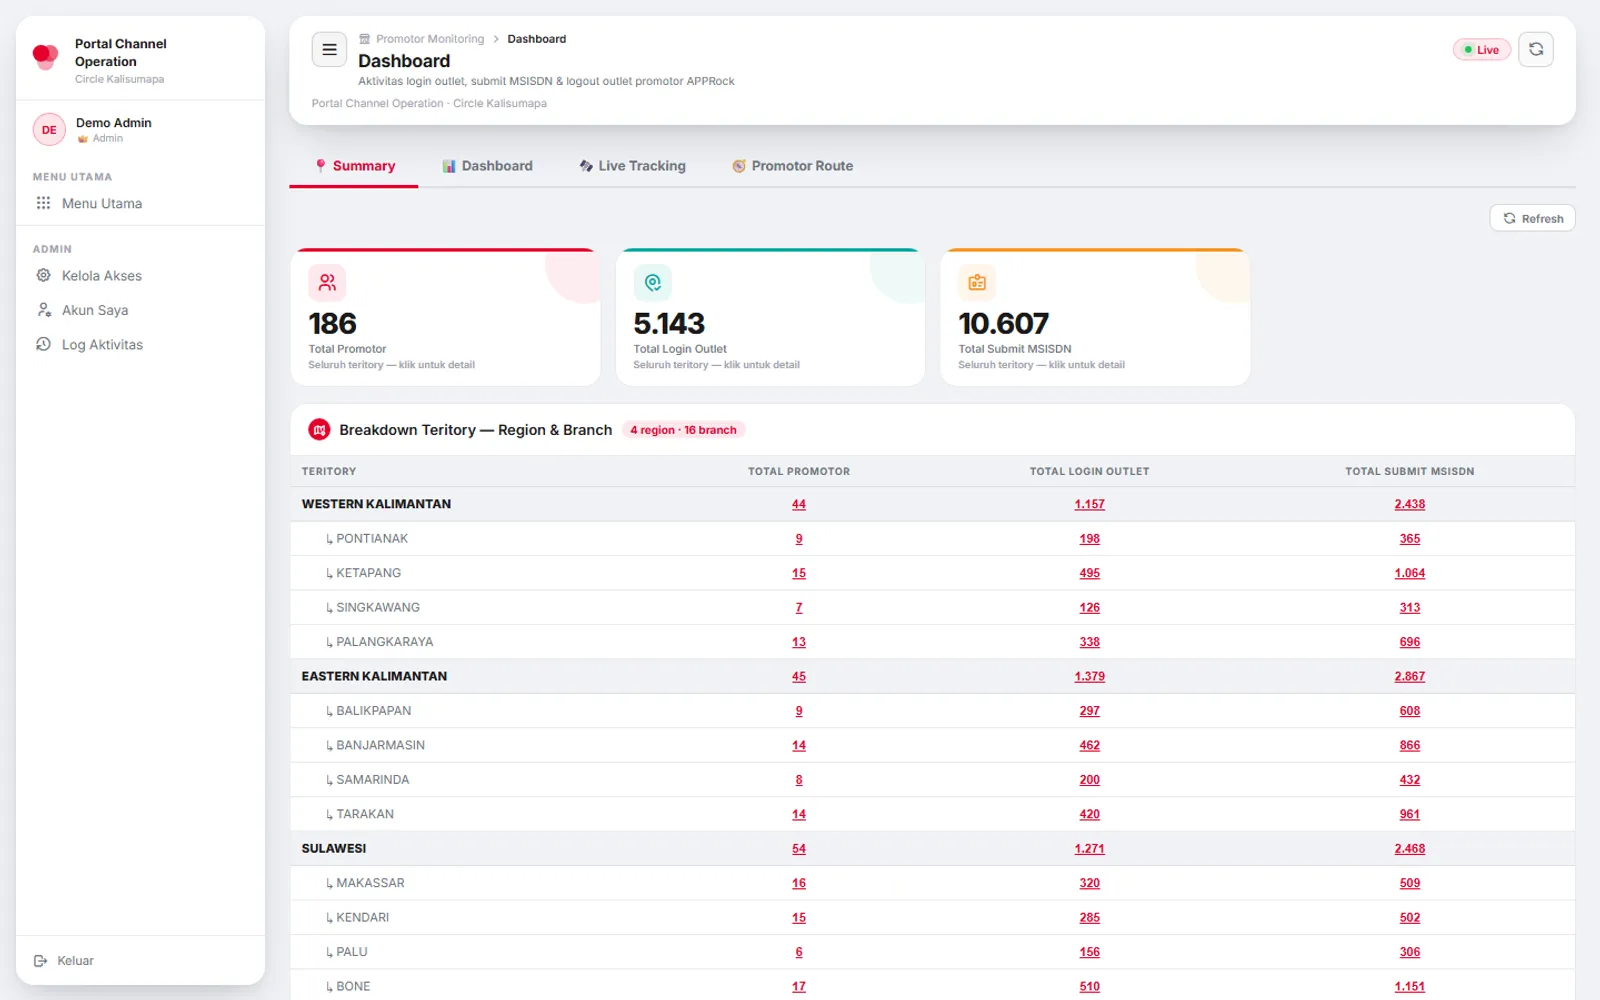 Portal Channel
Operation
Circle Kalisumapa
DE
Demo Admin
Admin
MENU UTAMA
Menu Utama
ADMIN
Kelola Akses
Akun Saya
Log Aktivitas
Keluar
Promotor Monitoring > Dashboard
Dashboard
Aktivitas login outlet, submit MSISDN & logout outlet promotor APPRock
Portal Channel Operation · Circle Kalisumapa
Live
Summary
Dashboard
Live Tracking
Promotor Route
Refresh
186
Total Promotor
Seluruh teritory — klik untuk detail
5.143
Total Login Outlet
Seluruh teritory — klik untuk detail
10.607
Total Submit MSISDN
Seluruh teritory — klik untuk detail
Breakdown Teritory — Region & Branch 4 region · 16 branch
TERITORY TOTAL PROMOTOR TOTAL LOGIN OUTLET TOTAL SUBMIT MSISDN
WESTERN KALIMANTAN 44 1.157 2.438
↳ PONTIANAK 9 198 365
↳ KETAPANG 15 495 1.064
↳ SINGKAWANG 7 126 313
↳ PALANGKARAYA 13 338 696
EASTERN KALIMANTAN 45 1.379 2.867
↳ BALIKPAPAN 9 297 608
↳ BANJARMASIN 14 462 866
↳ SAMARINDA 8 200 432
↳ TARAKAN 14 420 961
SULAWESI 54 1.271 2.468
↳ MAKASSAR 16 320 509
↳ KENDARI 15 285 502
↳ PALU 6 156 306
↳ BONE 17 510 1.151